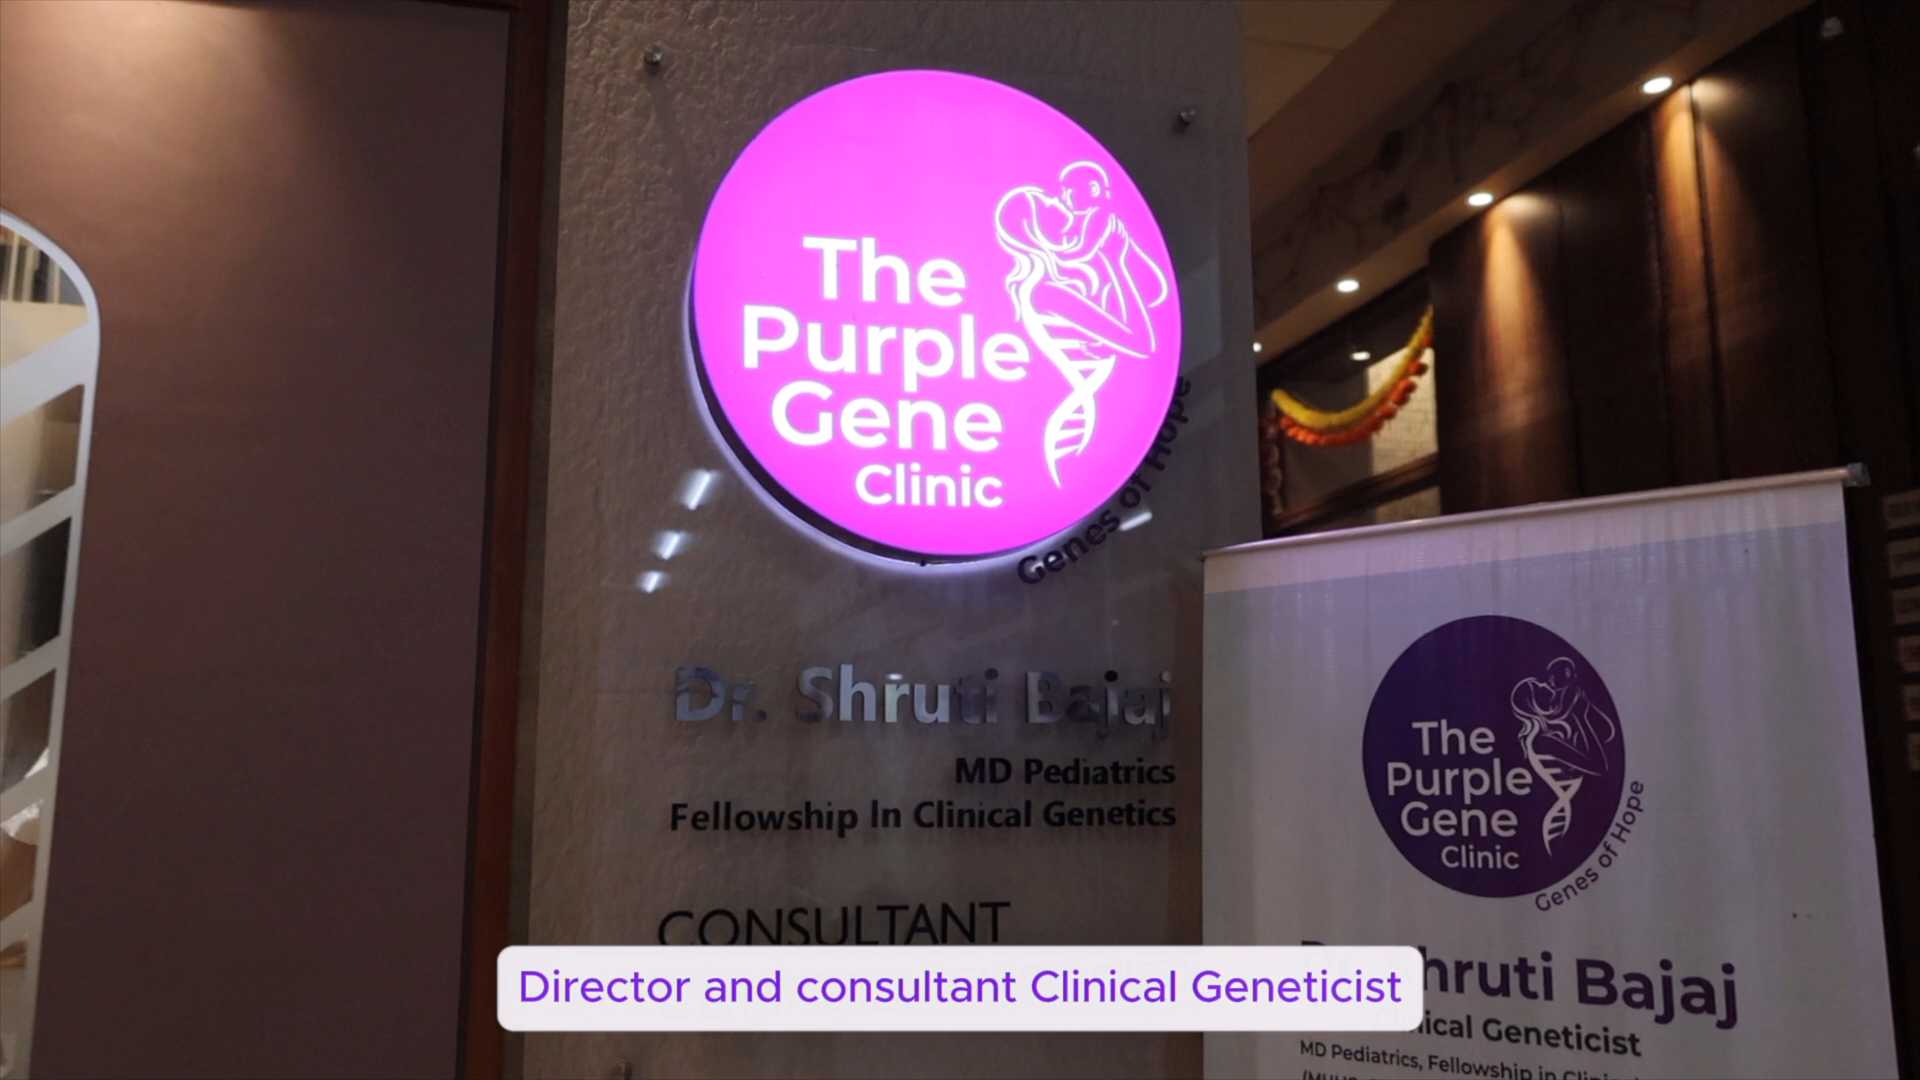 The
Purple
Gene
Clinic
Genes of Hope
Dr. Shruti Bajaj
MD Pediatrics
Fellowship In Clinical Genetics
CONSULTANT
Director and consultant Clinical Geneticist
The
Purple
Gene
Clinic
Genes of Hope
Shruti Bajaj
Clinical Geneticist
MD Pediatrics, Fellowship in